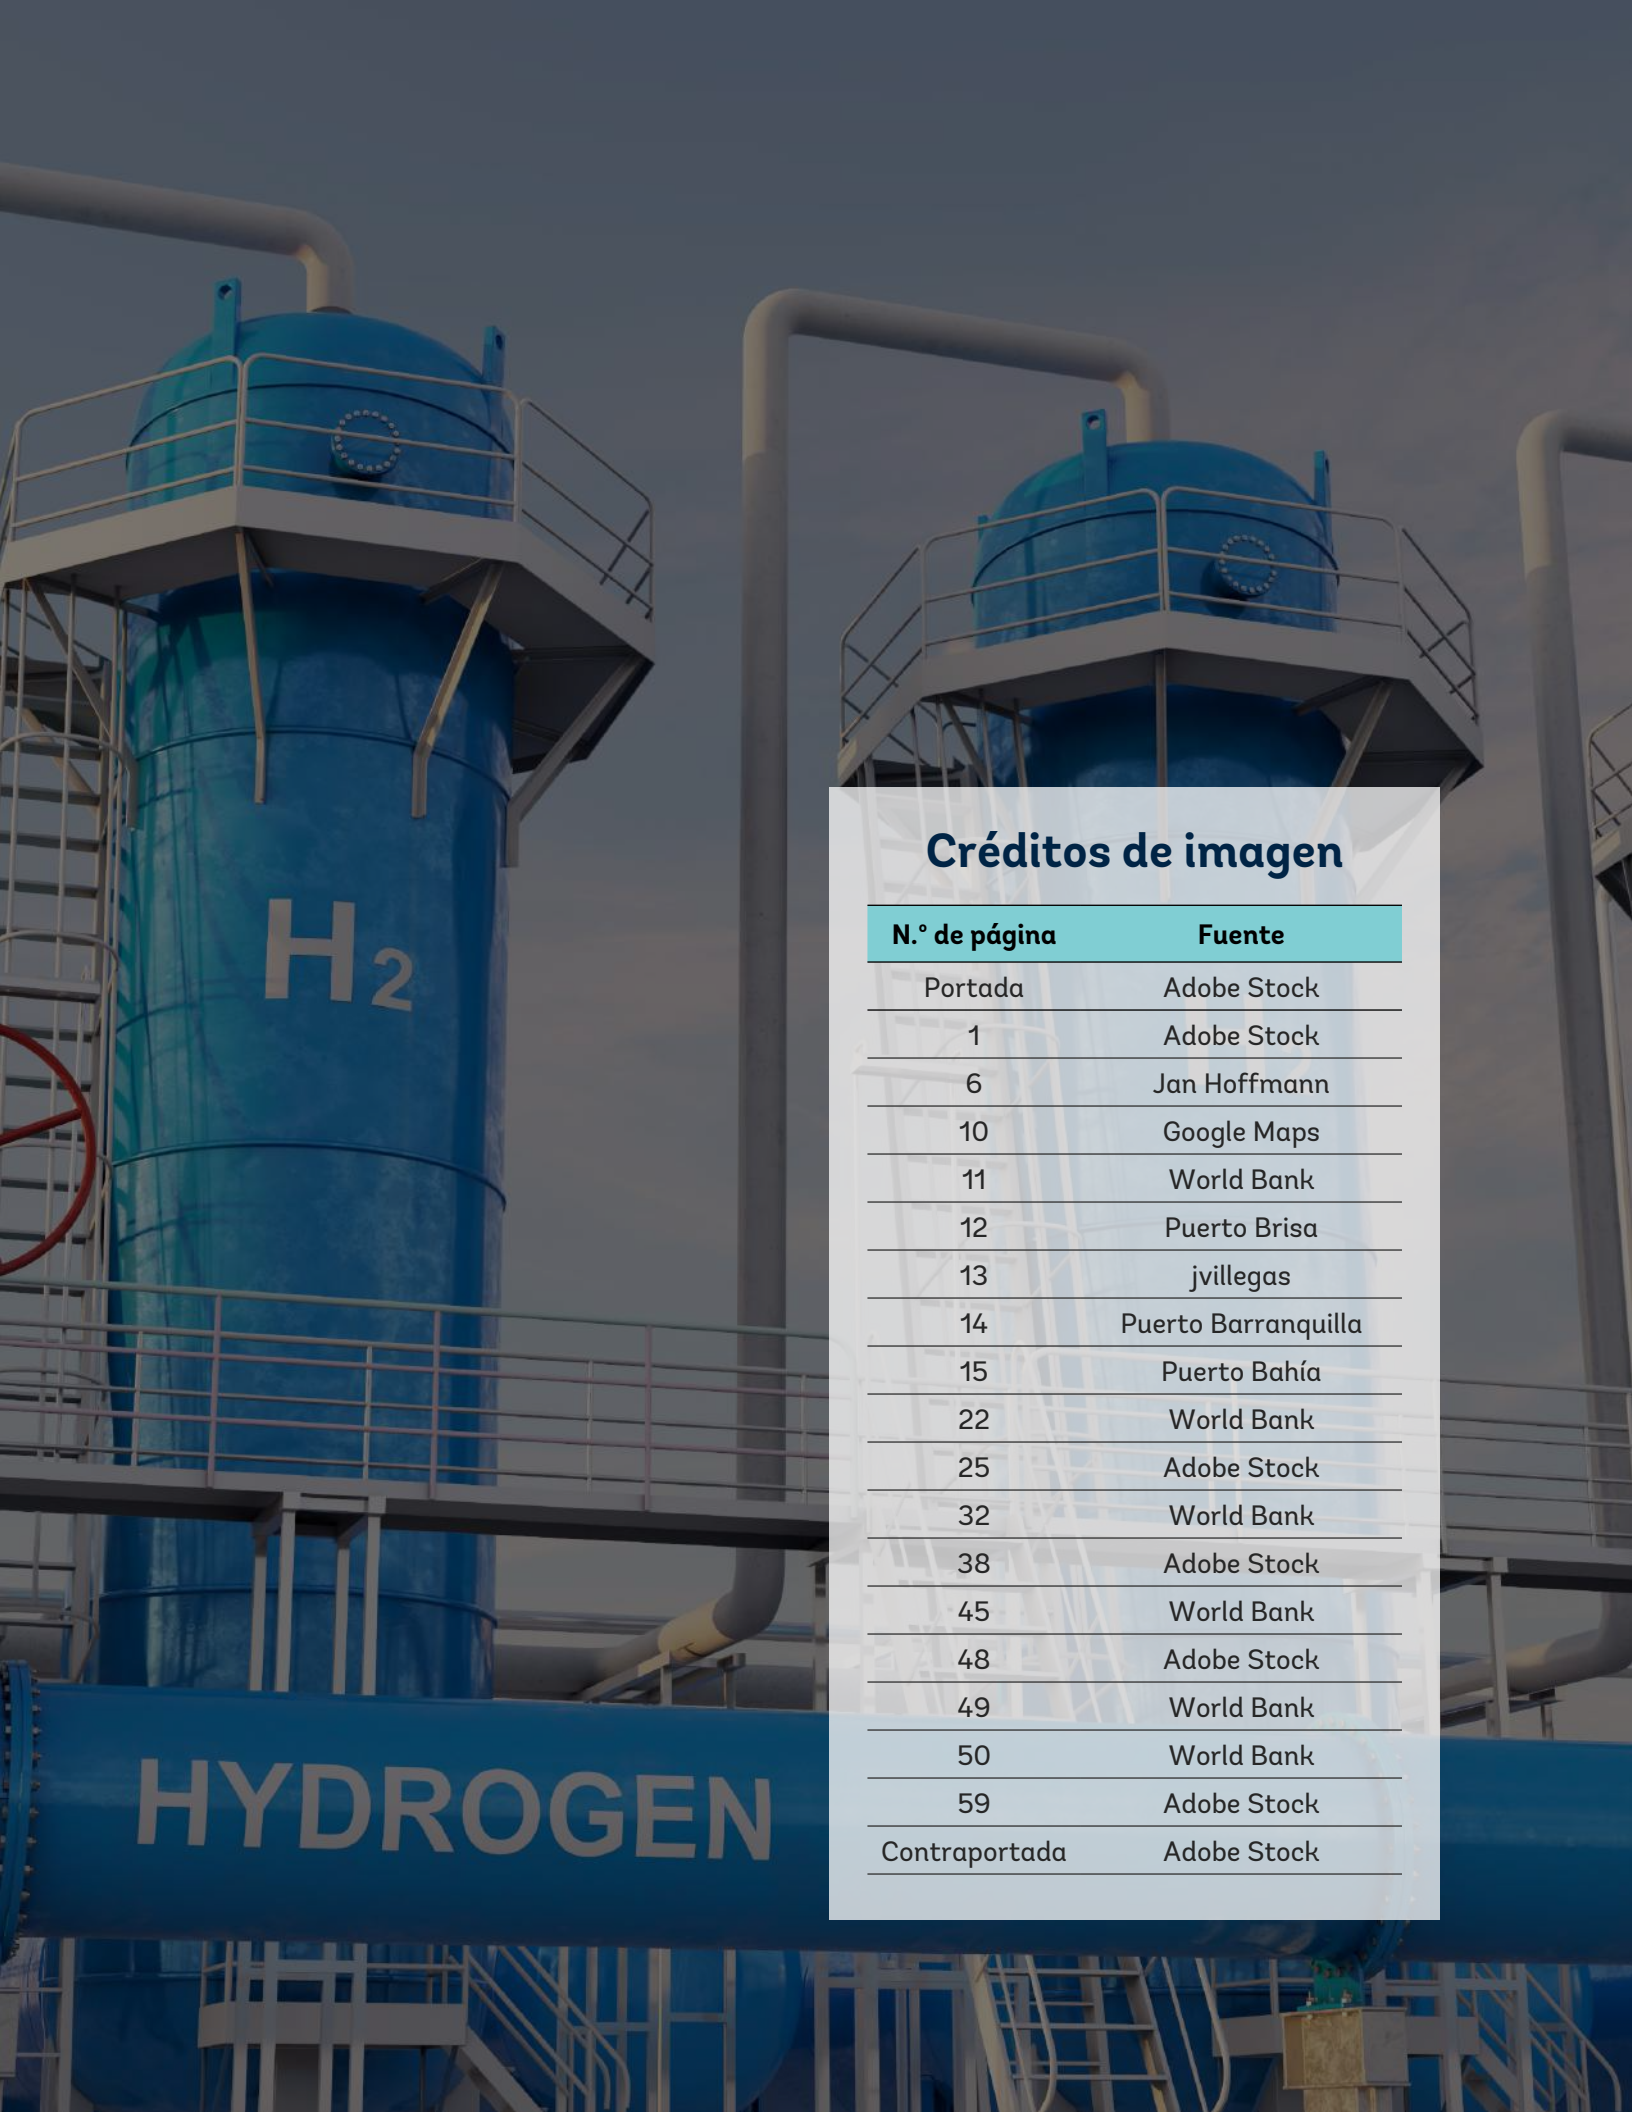 H2
HYDROGEN
Créditos de imagen
N.° de página Fuente
Portada Adobe Stock
1 Adobe Stock
6 Jan Hoffmann
10 Google Maps
11 World Bank
12 Puerto Brisa
13 jvillegas
14 Puerto Barranquilla
15 Puerto Bahía
22 World Bank
25 Adobe Stock
32 World Bank
38 Adobe Stock
45 World Bank
48 Adobe Stock
49 World Bank
50 World Bank
59 Adobe Stock
Contraportada Adobe Stock